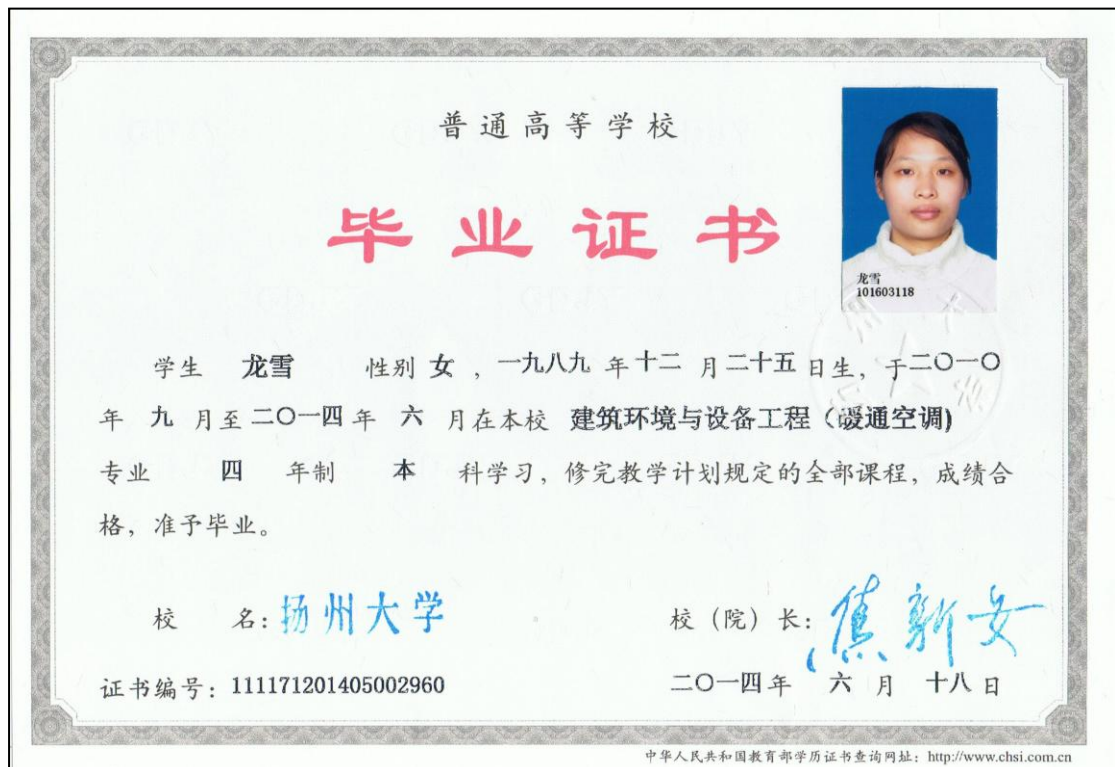 普通高等学校
毕业证书
龙雪
101603118
学生 龙雪 性别 女 , 一九八九 年 十二 月 二十五 日生, 于二〇一〇
年 九 月至 二〇一四 年 六 月在本校 建筑环境与设备工程（暖通空调）
专业 四 年制 本 科学习, 修完教学计划规定的全部课程, 成绩合
格, 准予毕业。
校 名: 扬州大学
校（院）长: 焦新安
证书编号: 111171201405002960
二〇一四 年 六 月 十八 日
中华人民共和国教育部学历证书查询网址: http://www.chsi.com.cn